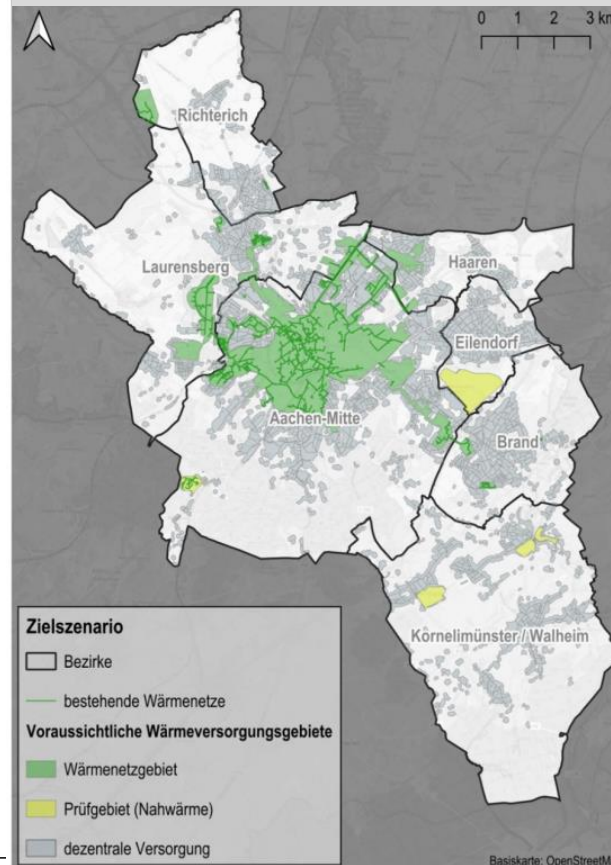 0 1 2 3 km
Richterich
Laurensberg
Haaren
Eilendorf
Aachen-Mitte
Brand
Kornelimünster / Walheim
Zielszenario
Bezirke
bestehende Wärmenetze
Voraussichtliche Wärmeversorgungsgebiete
Wärmenetzgebiet
Prüfgebiet (Nahwärme)
dezentrale Versorgung
Basiskarte: OpenStreetM